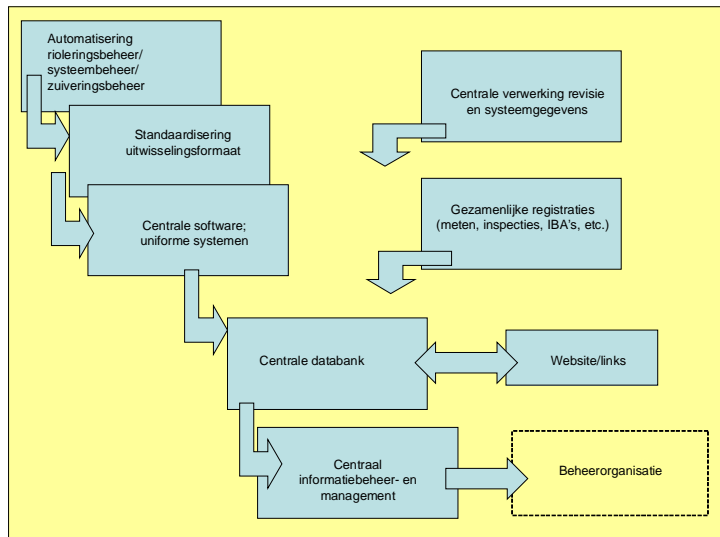 Automatisering
rioleringsbeheer/
systeembeheer/
zuiveringsbeheer
Standaardisering
uitwisselingsformaat
Centrale software;
uniforme systemen
Centrale verwerking revisie
en systeemgegevens
Gezamenlijke registraties
(meten, inspecties, IBA's, etc.)
Centrale databank
Website/links
Centraal
informatiebeheer- en
management
Beheerorganisatie